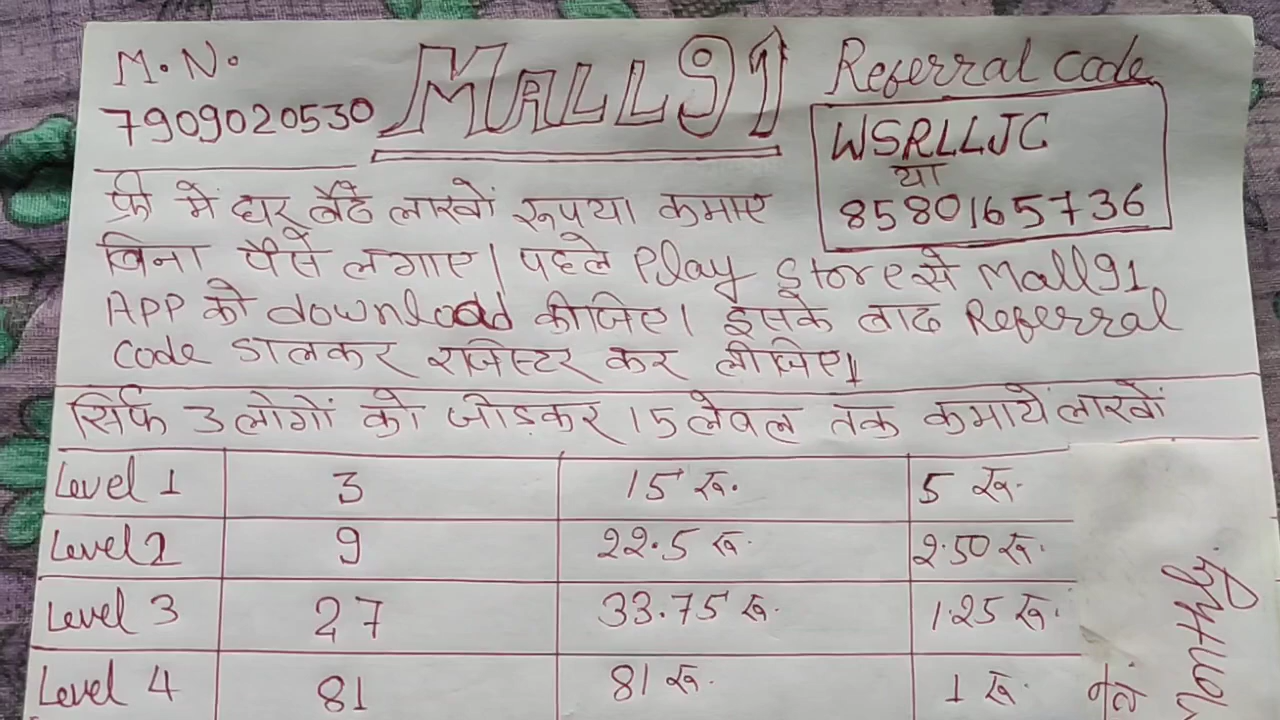 M. N.
7909020530
MALL91
Referral Code
WSRLLJC
या
8580165736
फ्री में घर बैठे लाखों रूपया कमाए
बिना पैसे लगाए। पहले Play Store से Mall91
APP को download कीजिए। इसके बाद Referral
Code डालकर रजिस्टर कर लीजिए।
सिर्फ 3 लोगों को जोड़कर 15 लेवल तक कमायें लाखों
Level 1 3 15 रू. 5 रू.
Level 2 9 22.5 रू. 2.50 रू.
Level 3 27 33.75 रू. 1.25 रू.
Level 4 81 81 रू. 1 रू.